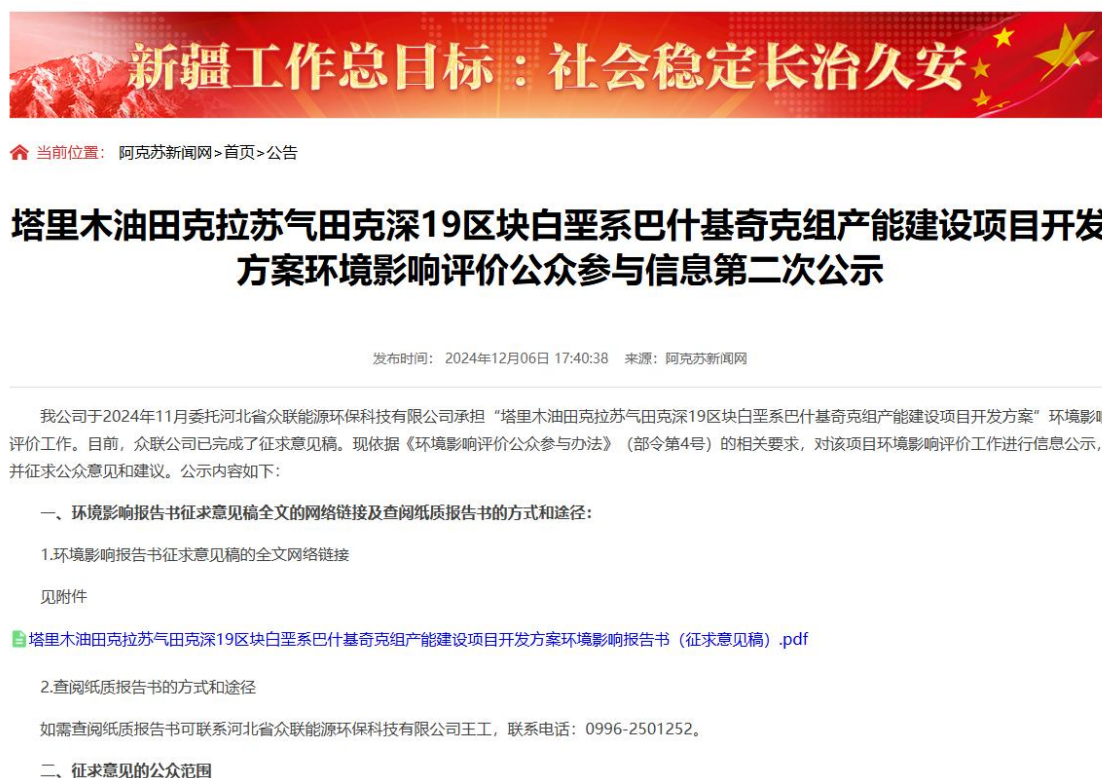 新疆工作总目标：社会稳定长治久安
当前位置： 阿克苏新闻网>首页>公告
塔里木油田克拉苏气田克深19区块白垩系巴什基奇克组产能建设项目开发
方案环境影响评价公众参与信息第二次公示
发布时间： 2024年12月06日 17:40:38 来源：阿克苏新闻网
我公司于2024年11月委托河北省众联能源环保科技有限公司承担“塔里木油田克拉苏气田克深19区块白垩系巴什基奇克组产能建设项目开发方案”环境影响
评价工作。目前，众联公司已完成了征求意见稿。现依据《环境影响评价公众参与办法》（部令第4号）的相关要求，对该项目环境影响评价工作进行信息公示，
并征求公众意见和建议。公示内容如下：
一、环境影响报告书征求意见稿全文的网络链接及查阅纸质报告书的方式和途径：
1.环境影响报告书征求意见稿的全文网络链接
见附件
塔里木油田克拉苏气田克深19区块白垩系巴什基奇克组产能建设项目开发方案环境影响报告书（征求意见稿）.pdf
2.查阅纸质报告书的方式和途径
如需查阅纸质报告书可联系河北省众联能源环保科技有限公司王工，联系电话：0996-2501252。
二、征求意见的公众范围